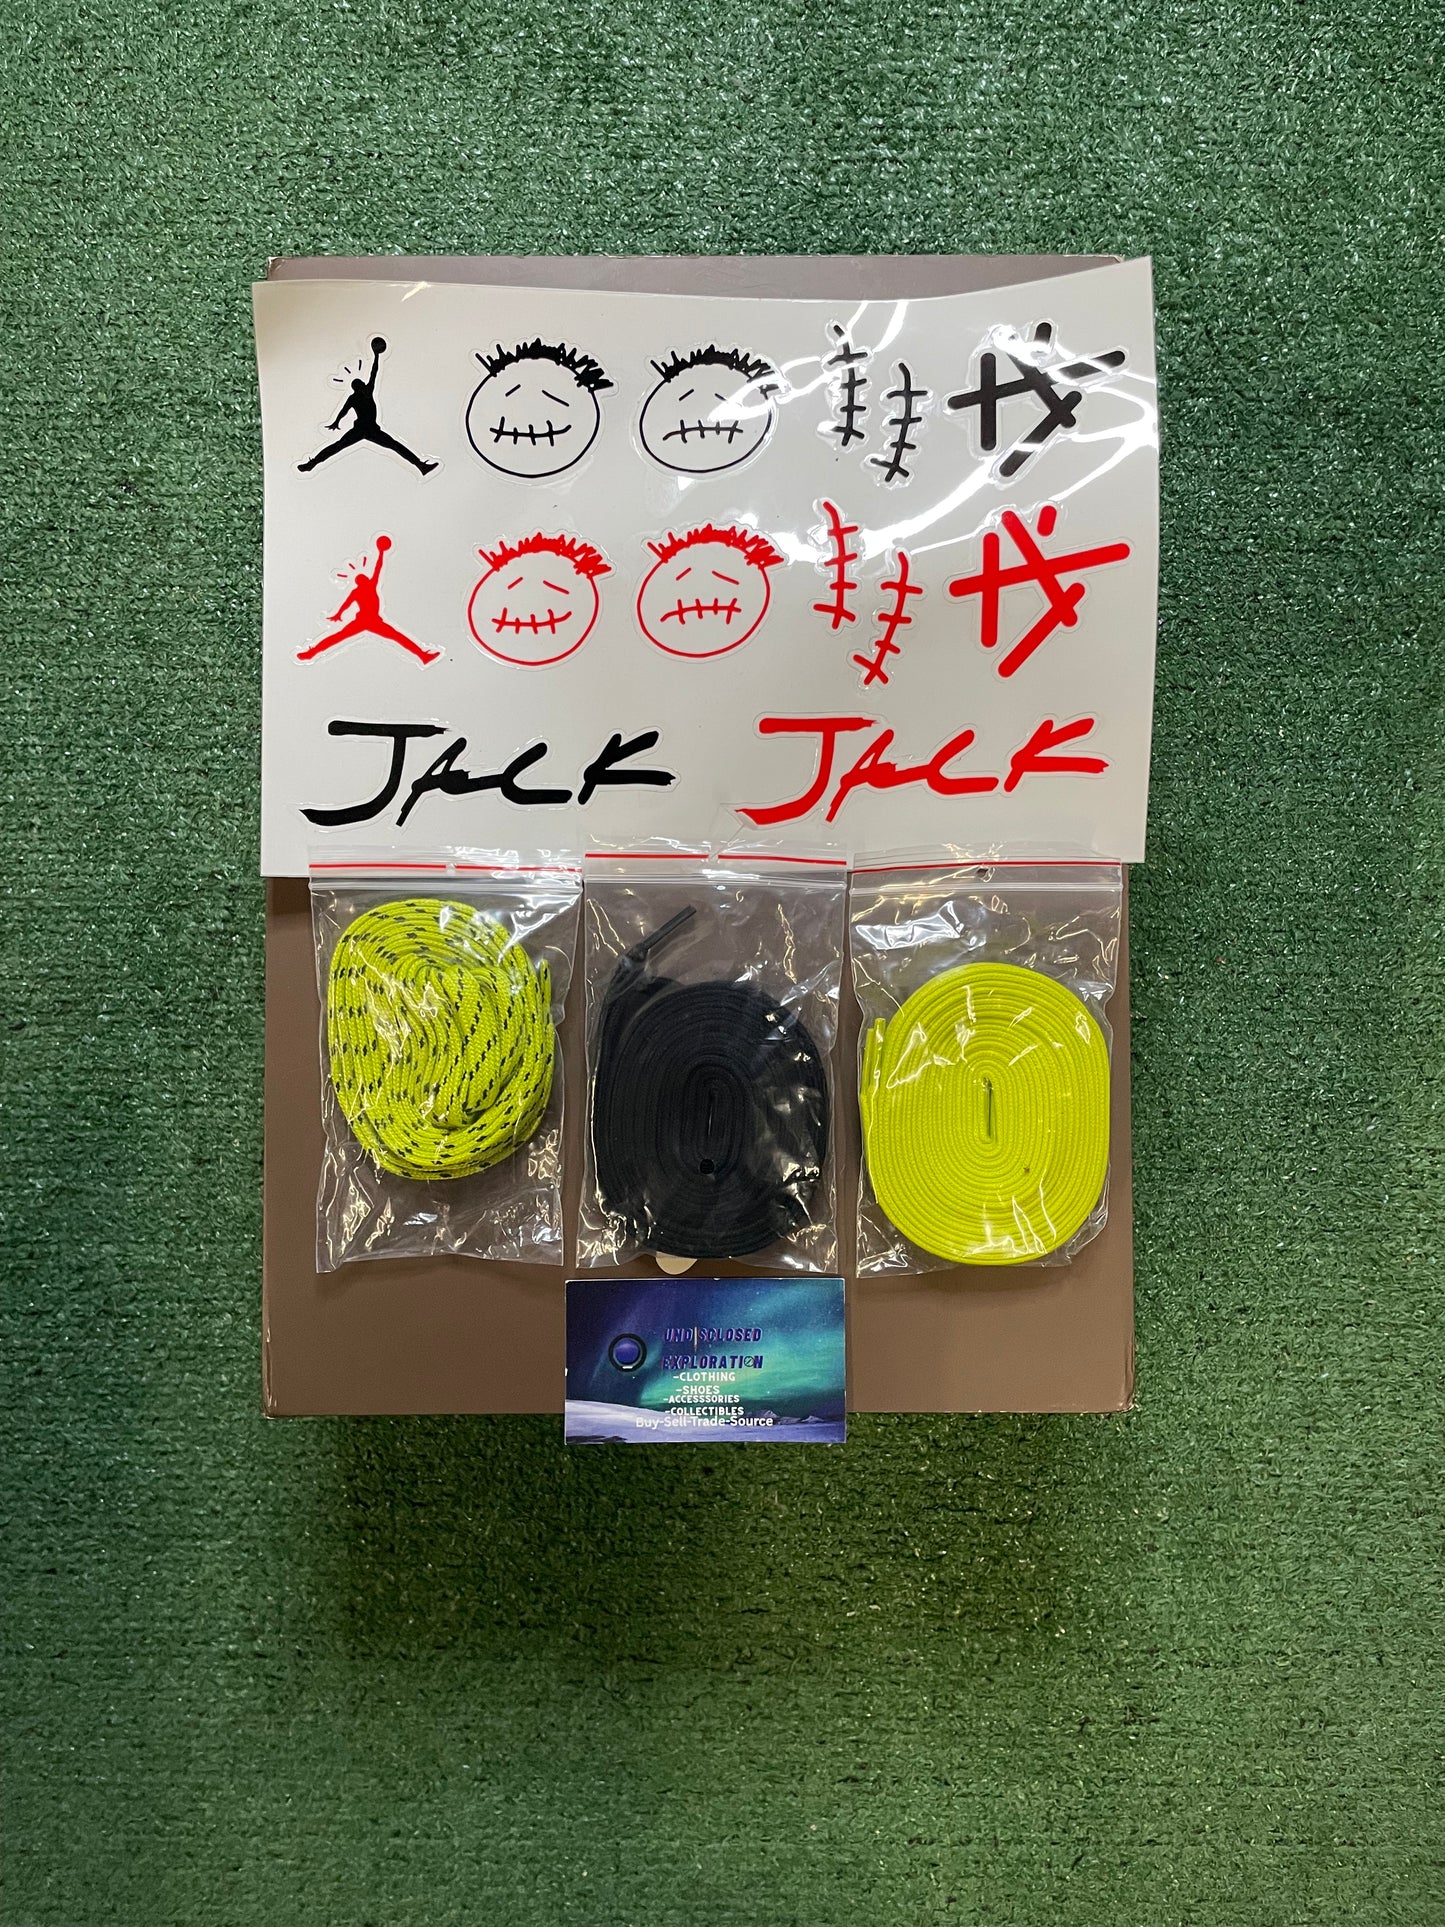 JACK
JACK
UNDISCLOSED
EXPLORATION
-CLOTHING
-SHOES
-ACCESSSORIES
-COLLECTIBLES
Buy-Sell-Trade-Source